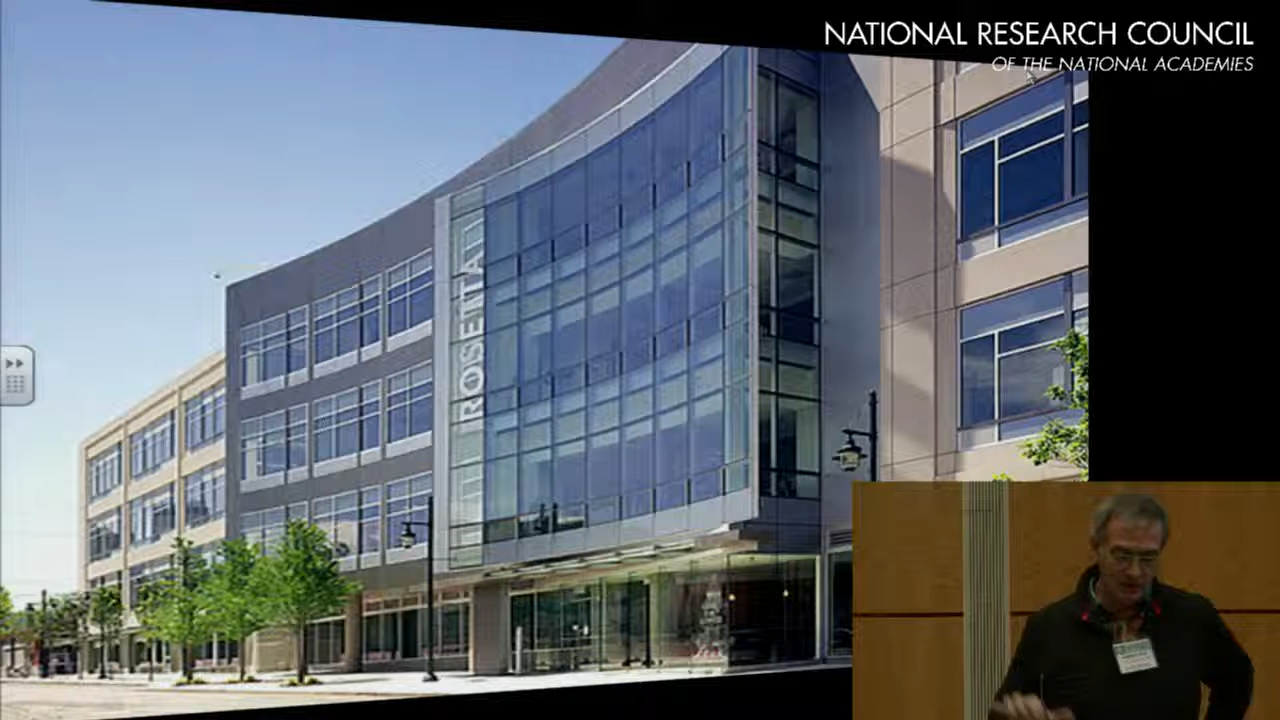 NATIONAL RESEARCH COUNCIL
OF THE NATIONAL ACADEMIES
ROSETTA